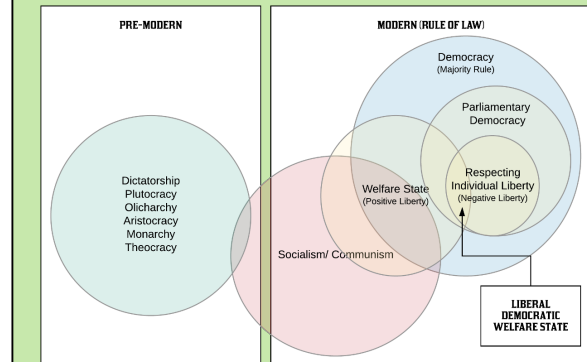 PRE-MODERN
Dictatorship
Plutocracy
Olicharchy
Aristocracy
Monarchy
Theocracy
MODERN (RULE OF LAW)
Democracy
(Majority Rule)
Parliamentary
Democracy
Respecting
Individual Liberty
(Negative Liberty)
Welfare State
(Positive Liberty)
Socialism/ Communism
LIBERAL
DEMOCRATIC
WELFARE STATE